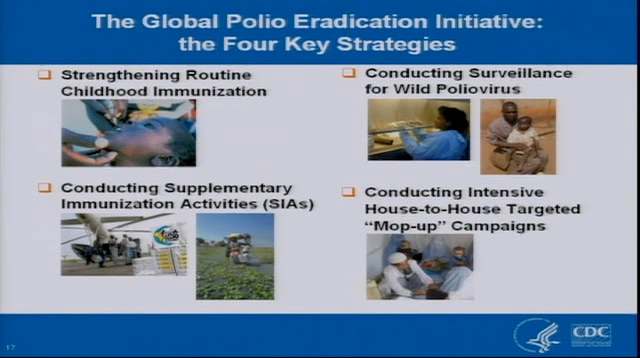 The Global Polio Eradication Initiative:
the Four Key Strategies
Strengthening Routine
Childhood Immunization
Conducting Surveillance
for Wild Poliovirus
Conducting Supplementary
Immunization Activities (SIAs)
Conducting Intensive
House-to-House Targeted
“Mop-up” Campaigns
17
CDC